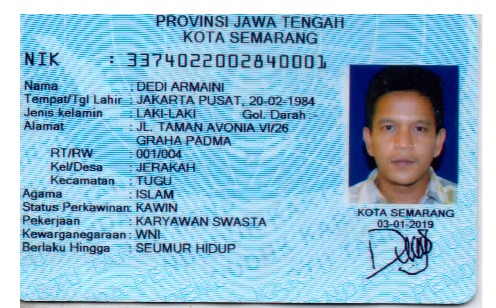 PROVINSI JAWA TENGAH
KOTA SEMARANG
NIK : 3374022002840001
Nama : DEDI ARMAINI
Tempat/Tgl Lahir : JAKARTA PUSAT, 20-02-1984
Jenis kelamin : LAKI-LAKI Gol. Darah :-
Alamat : JL. TAMAN AVONIA VI/26
GRAHA PADMA
RT/RW : 001/004
Kel/Desa : JERAKAH
Kecamatan : TUGU
Agama : ISLAM
Status Perkawinan: KAWIN
Pekerjaan : KARYAWAN SWASTA
Kewarganegaraan: WNI
Berlaku Hingga : SEUMUR HIDUP
KOTA SEMARANG
03-01-2019